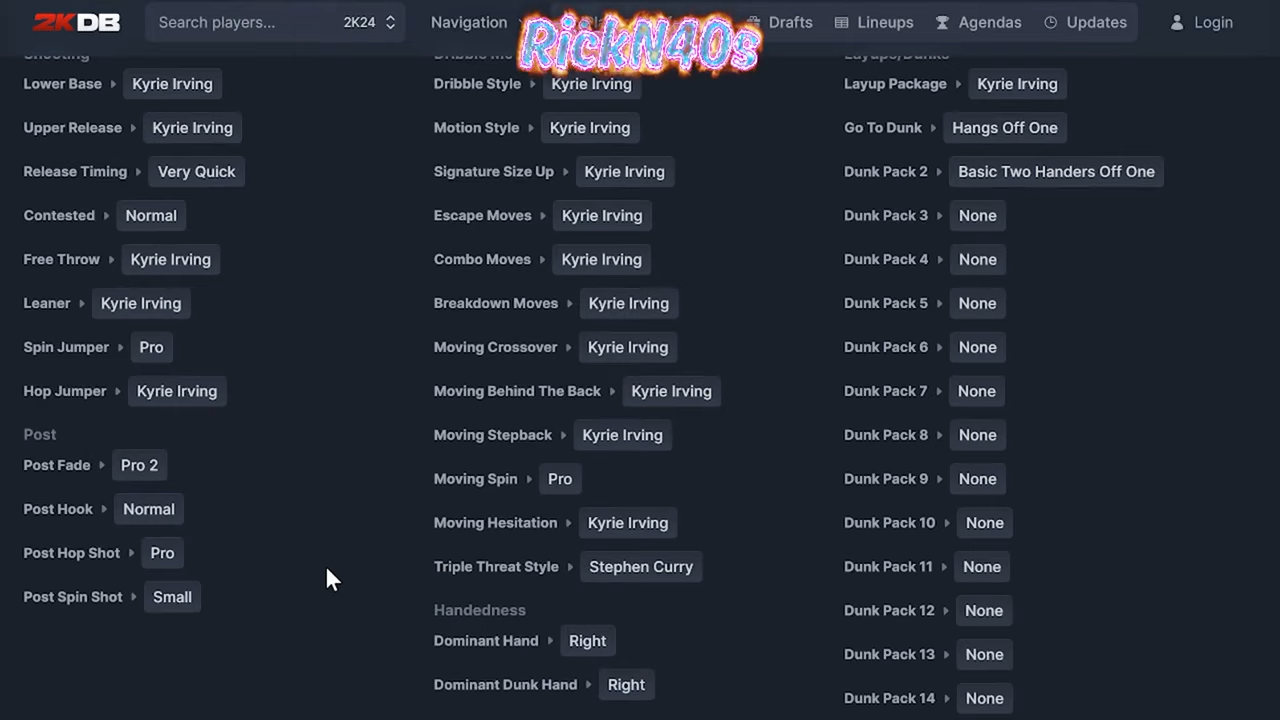 2KDB
Search players...
2K24
Navigation
RickN40s
Drafts
Lineups
Agendas
Updates
Login
Shooting
Lower Base Kyrie Irving
Upper Release Kyrie Irving
Release Timing Very Quick
Contested Normal
Free Throw Kyrie Irving
Leaner Kyrie Irving
Spin Jumper Pro
Hop Jumper Kyrie Irving
Post
Post Fade Pro 2
Post Hook Normal
Post Hop Shot Pro
Post Spin Shot Small
Dribble Style Kyrie Irving
Motion Style Kyrie Irving
Signature Size Up Kyrie Irving
Escape Moves Kyrie Irving
Combo Moves Kyrie Irving
Breakdown Moves Kyrie Irving
Moving Crossover Kyrie Irving
Moving Behind The Back Kyrie Irving
Moving Stepback Kyrie Irving
Moving Spin Pro
Moving Hesitation Kyrie Irving
Triple Threat Style Stephen Curry
Handedness
Dominant Hand Right
Dominant Dunk Hand Right
Layups/Dunks
Layup Package Kyrie Irving
Go To Dunk Hangs Off One
Dunk Pack 2 Basic Two Handers Off One
Dunk Pack 3 None
Dunk Pack 4 None
Dunk Pack 5 None
Dunk Pack 6 None
Dunk Pack 7 None
Dunk Pack 8 None
Dunk Pack 9 None
Dunk Pack 10 None
Dunk Pack 11 None
Dunk Pack 12 None
Dunk Pack 13 None
Dunk Pack 14 None